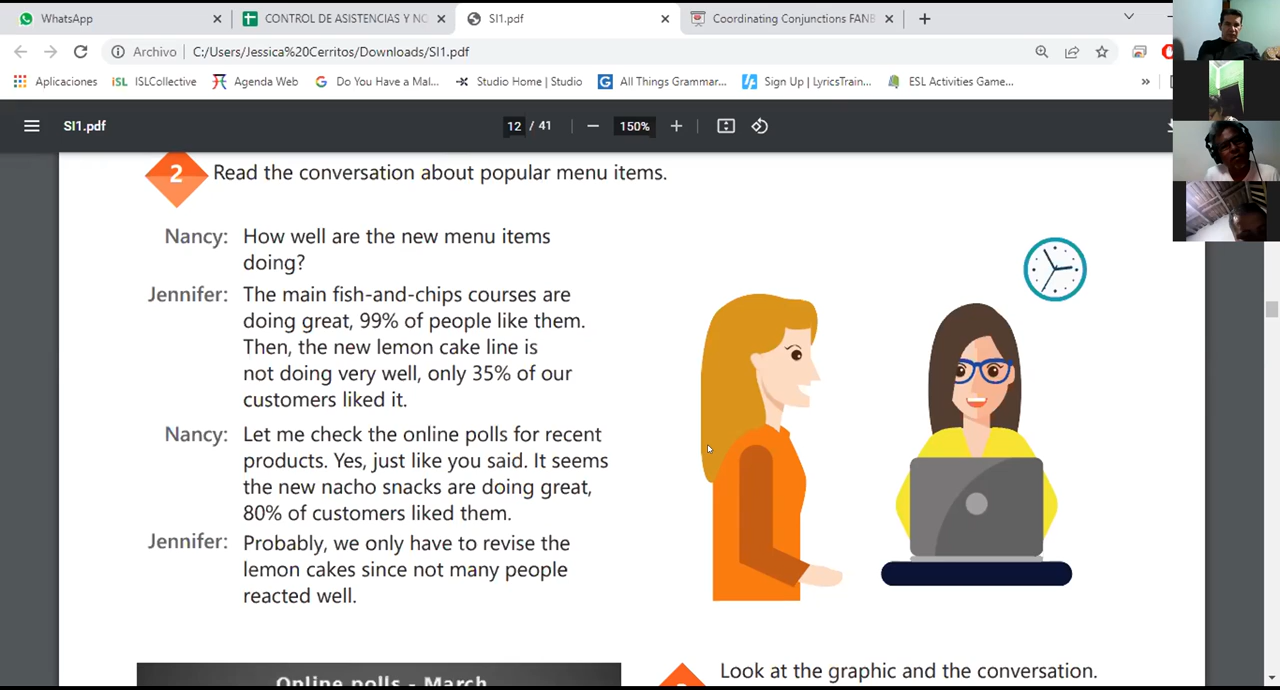 WhatsApp
CONTROL DE ASISTENCIAS Y NO
SI1.pdf
Coordinating Conjunctions FANB
Archivo C:/Users/Jessica%20Cerritos/Downloads/SI1.pdf
Aplicaciones
iSL ISLCollective
Agenda Web
G Do You Have a Mal...
Studio Home | Studio
G All Things Grammar...
Sign Up | LyricsTrain...
ESL Activities Game...
»
SI1.pdf
12 / 41
150%
2 Read the conversation about popular menu items.
Nancy: How well are the new menu items
doing?
Jennifer: The main fish-and-chips courses are
doing great, 99% of people like them.
Then, the new lemon cake line is
not doing very well, only 35% of our
customers liked it.
Nancy: Let me check the online polls for recent
products. Yes, just like you said. It seems
the new nacho snacks are doing great,
80% of customers liked them.
Jennifer: Probably, we only have to revise the
lemon cakes since not many people
reacted well.
Online polls - March
Look at the graphic and the conversation.